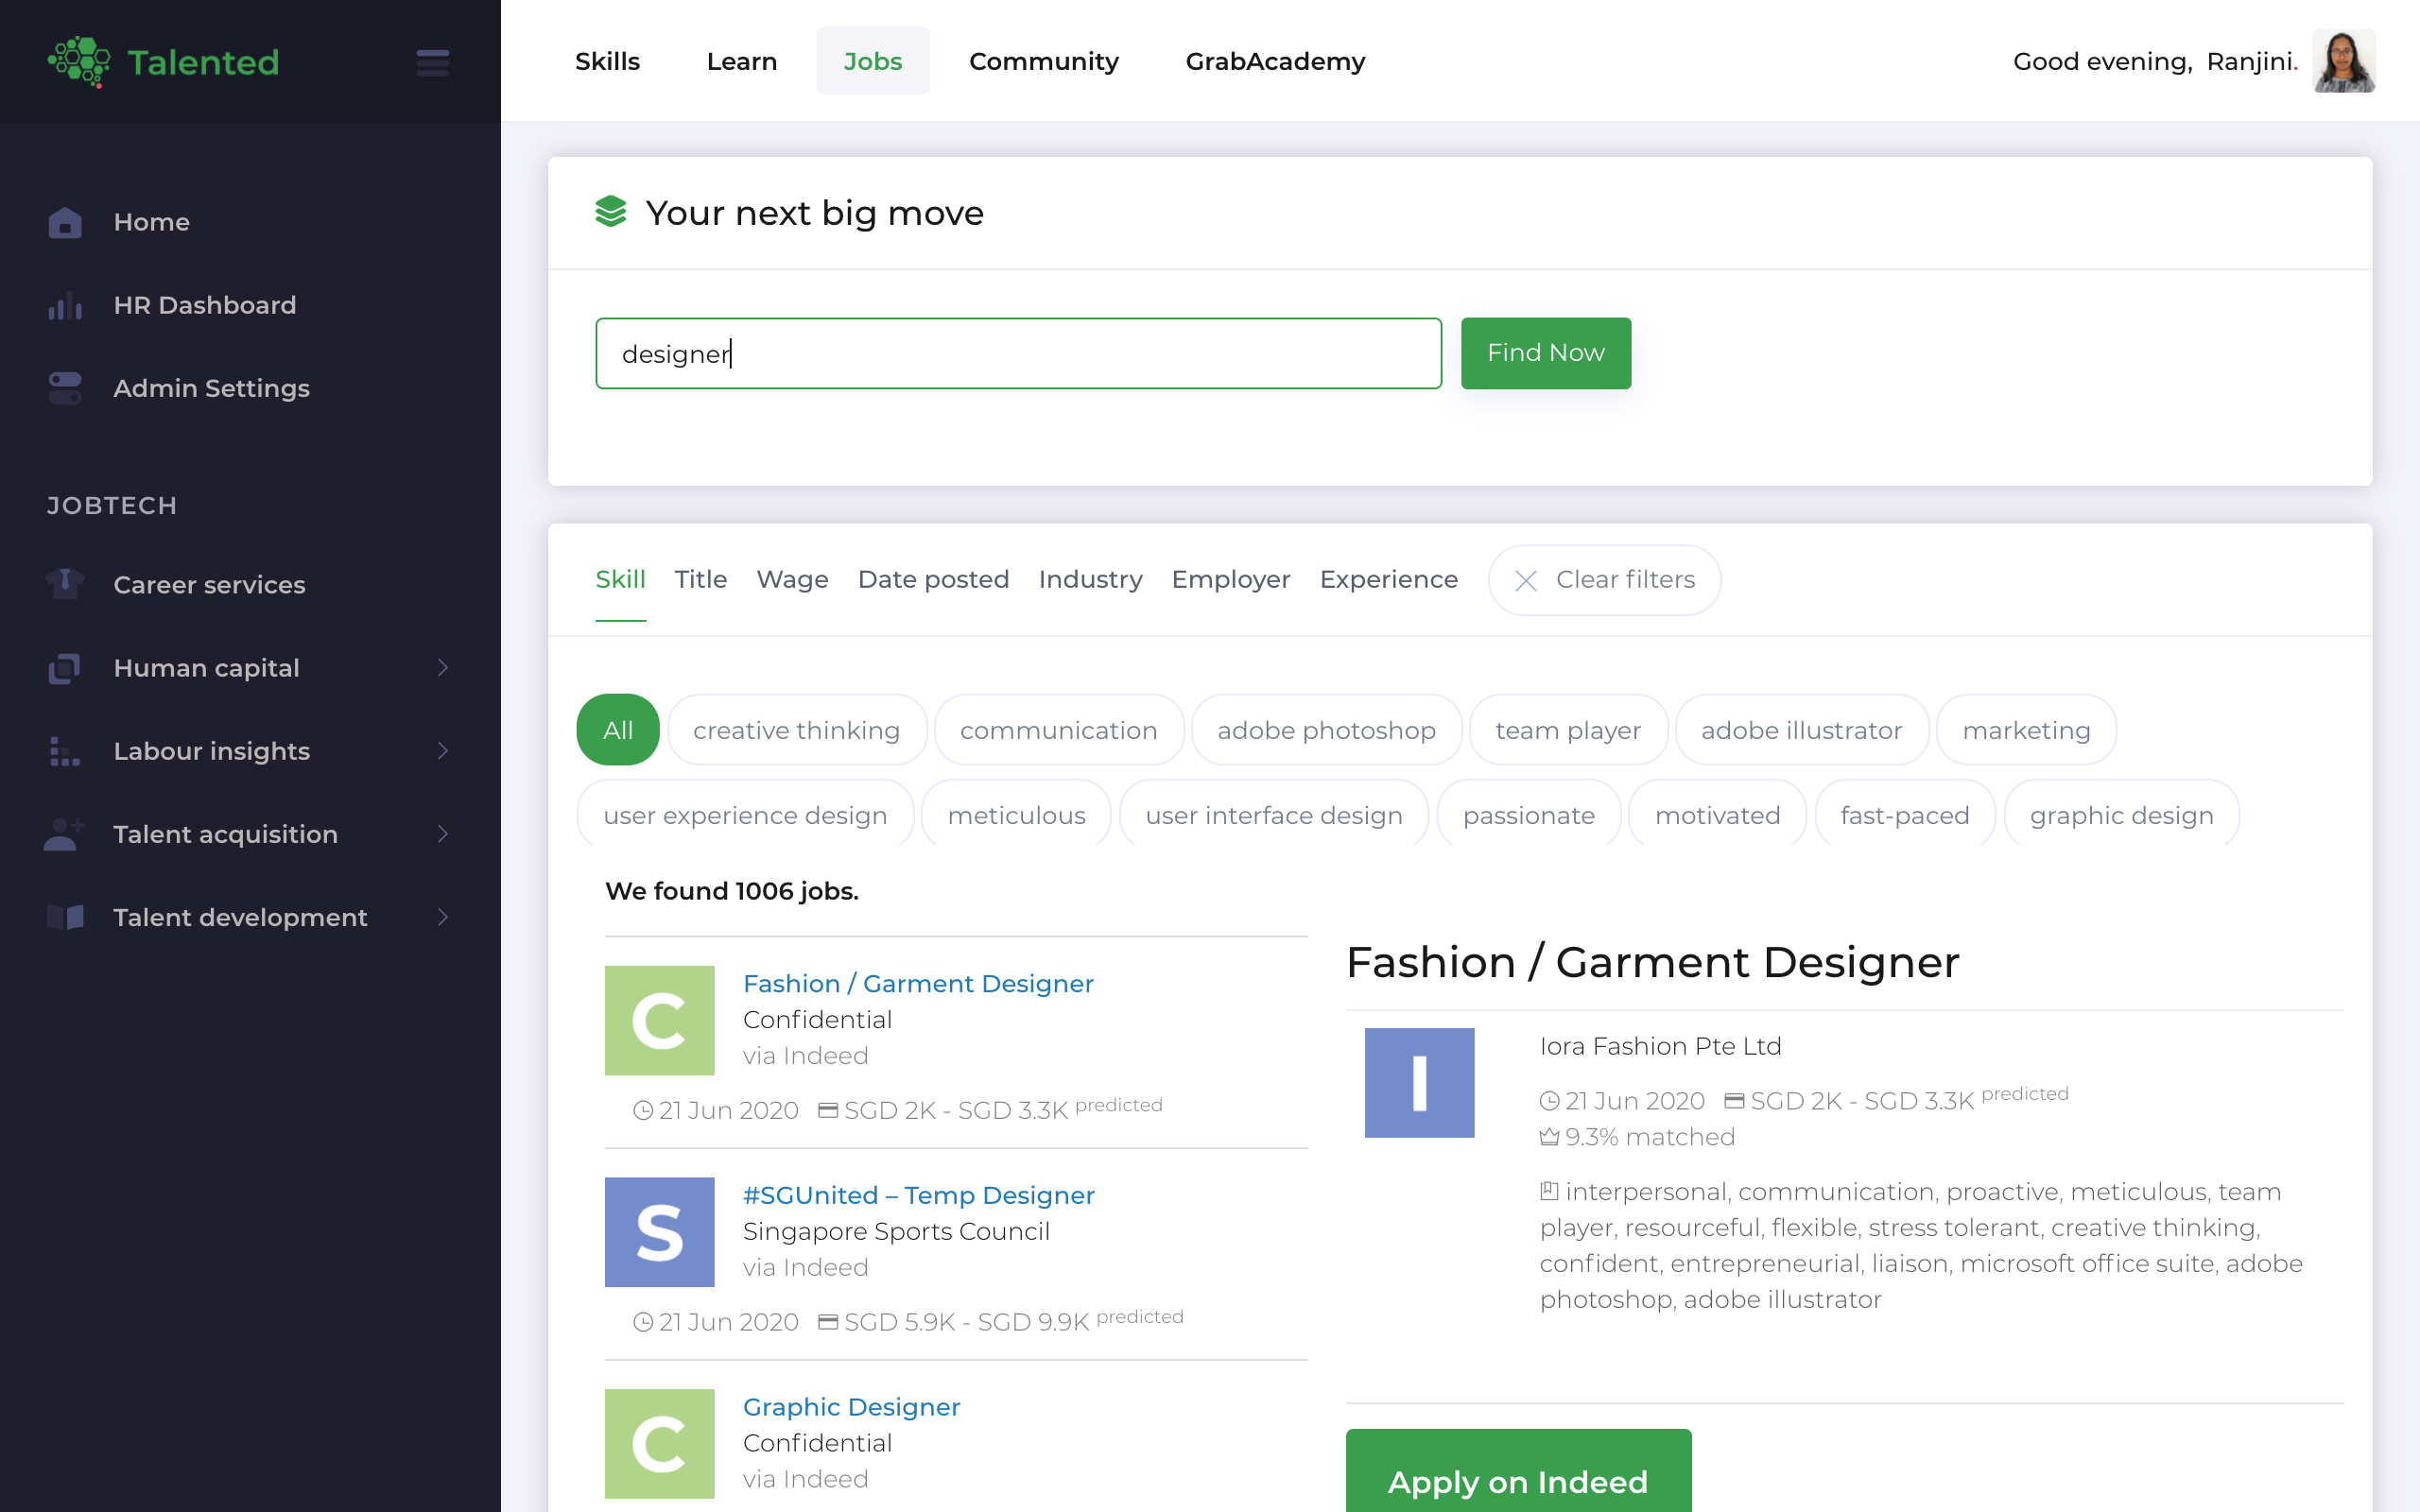 Talented
Skills
Learn
Jobs
Community
GrabAcademy
Good evening, Ranjini.
Home
HR Dashboard
Admin Settings
JOBTECH
Career services
Human capital
Labour insights
Talent acquisition
Talent development
Your next big move
designer
Find Now
Skill
Title
Wage
Date posted
Industry
Employer
Experience
Clear filters
All
creative thinking
communication
adobe photoshop
team player
adobe illustrator
marketing
user experience design
meticulous
user interface design
passionate
motivated
fast-paced
graphic design
We found 1006 jobs.
C
Fashion / Garment Designer
Confidential
via Indeed
21 Jun 2020 SGD 2K - SGD 3.3K predicted
S
#SGUnited – Temp Designer
Singapore Sports Council
via Indeed
21 Jun 2020 SGD 5.9K - SGD 9.9K predicted
C
Graphic Designer
Confidential
via Indeed
Fashion / Garment Designer
I
Iora Fashion Pte Ltd
21 Jun 2020 SGD 2K - SGD 3.3K predicted
9.3% matched
interpersonal, communication, proactive, meticulous, team
player, resourceful, flexible, stress tolerant, creative thinking,
confident, entrepreneurial, liaison, microsoft office suite, adobe
photoshop, adobe illustrator
Apply on Indeed